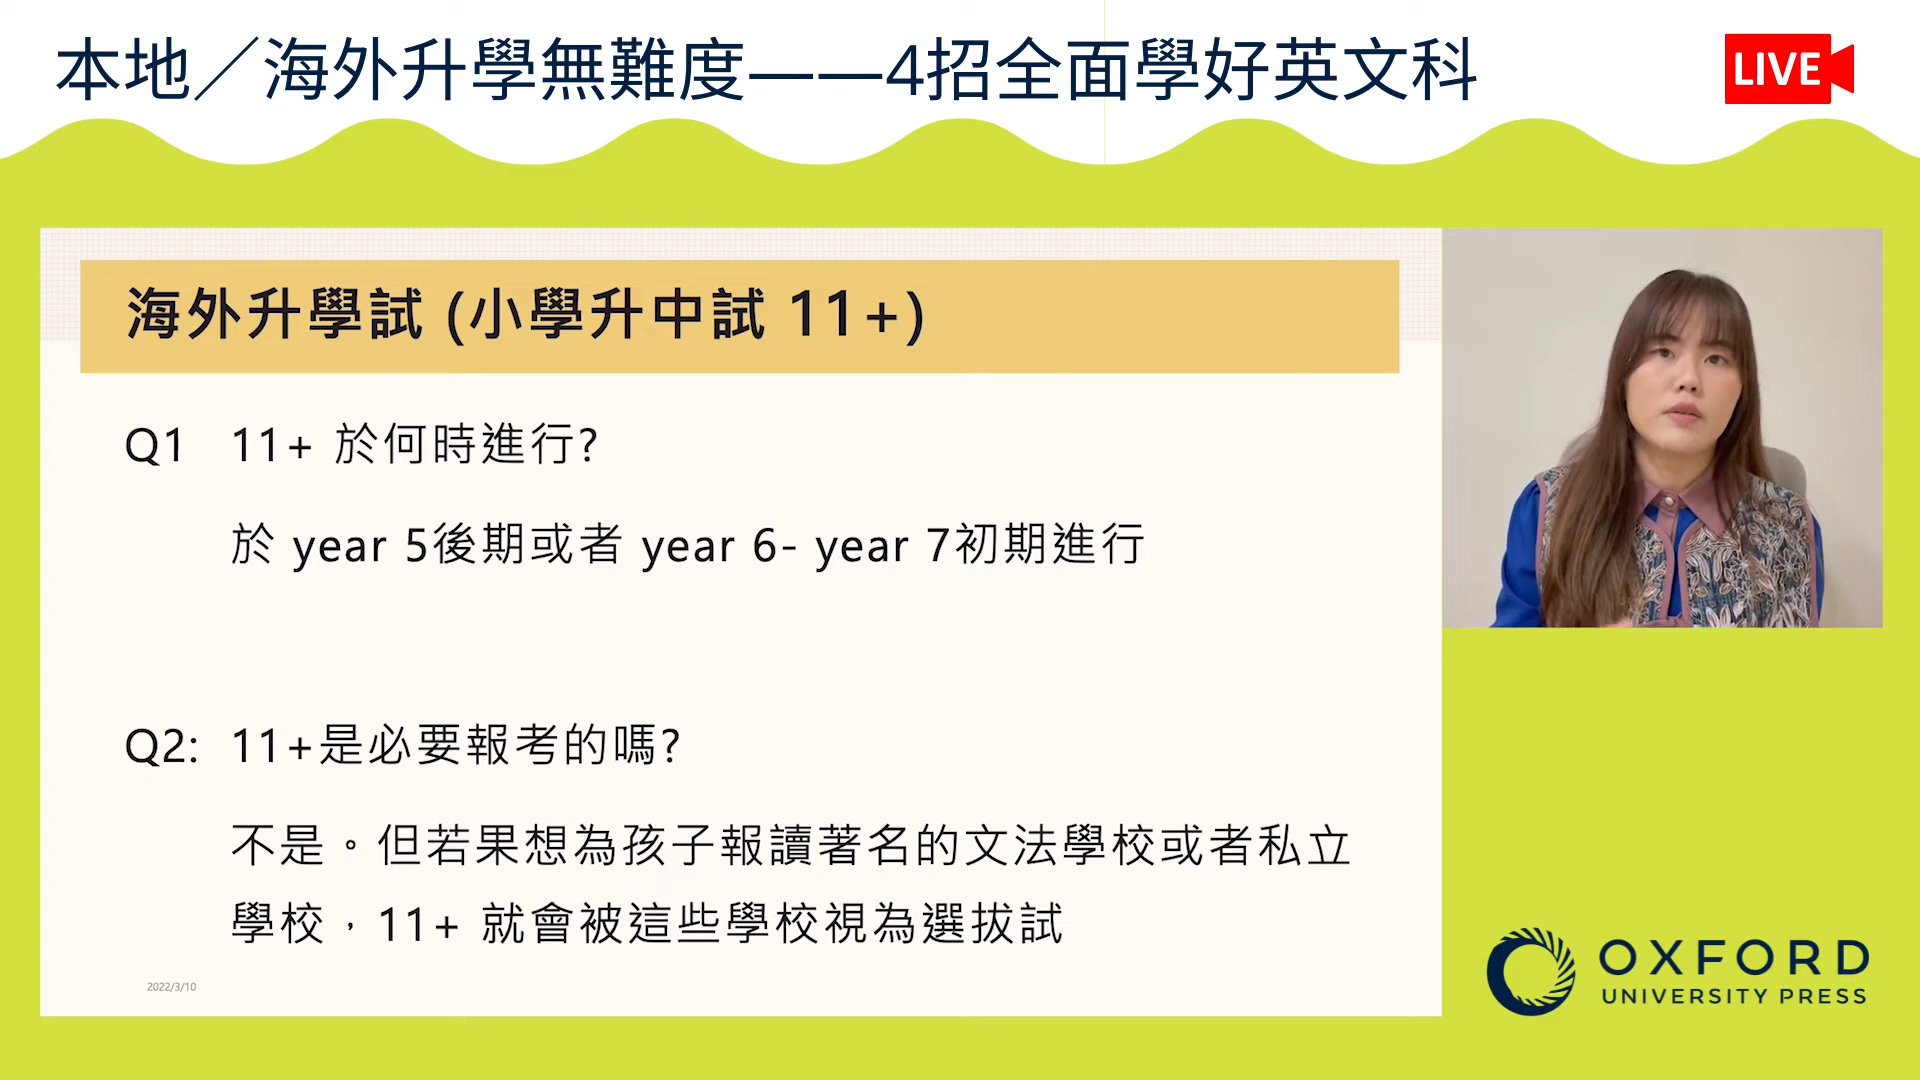 本地／海外升學無難度——4招全面學好英文科
LIVE
海外升學試 (小學升中試 11+)
Q1 11+ 於何時進行?
於 year 5後期或者 year 6- year 7初期進行
Q2: 11+是必要報考的嗎?
不是。但若果想為孩子報讀著名的文法學校或者私立
學校，11+ 就會被這些學校視為選拔試
2022/3/10
OXFORD
UNIVERSITY PRESS